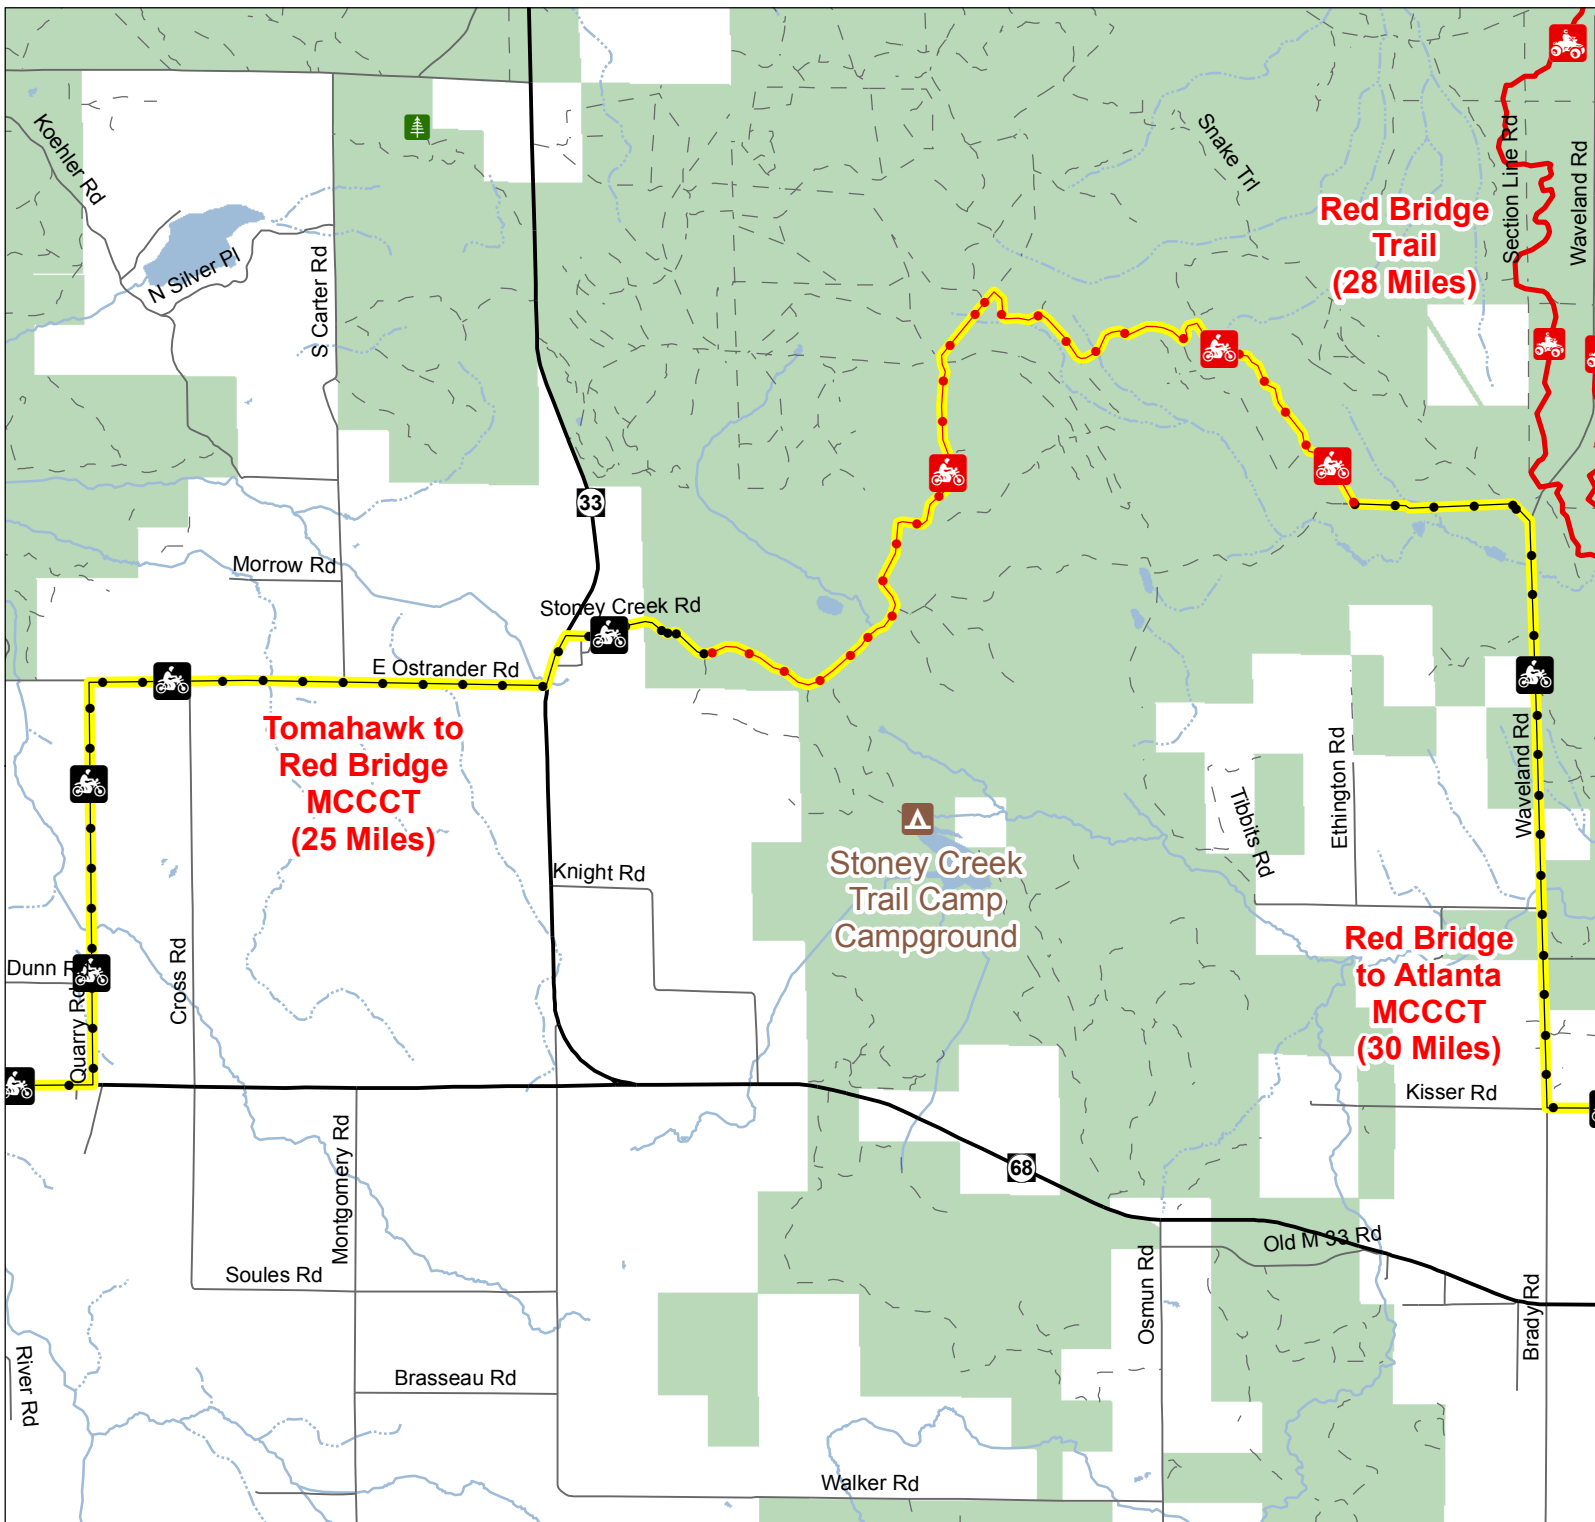 Koehler Rd
N Silver Pl
S Carter Rd
Snake Trl
Section Line Rd
Waveland Rd
Red Bridge
Trail
(28 Miles)
33
Morrow Rd
Stoney Creek Rd
E Ostrander Rd
Tomahawk to
Red Bridge
MCCCT
(25 Miles)
Waveland Rd
Ethington Rd
Tibbits Rd
Knight Rd
Stoney Creek
Trail Camp
Campground
Dunn Rd
Quarry Rd
Cross Rd
Red Bridge
to Atlanta
MCCCT
(30 Miles)
Kisser Rd
Montgomery Rd
68
Old M 33 Rd
Osmun Rd
Soules Rd
Brady Rd
River Rd
Brasseau Rd
Walker Rd